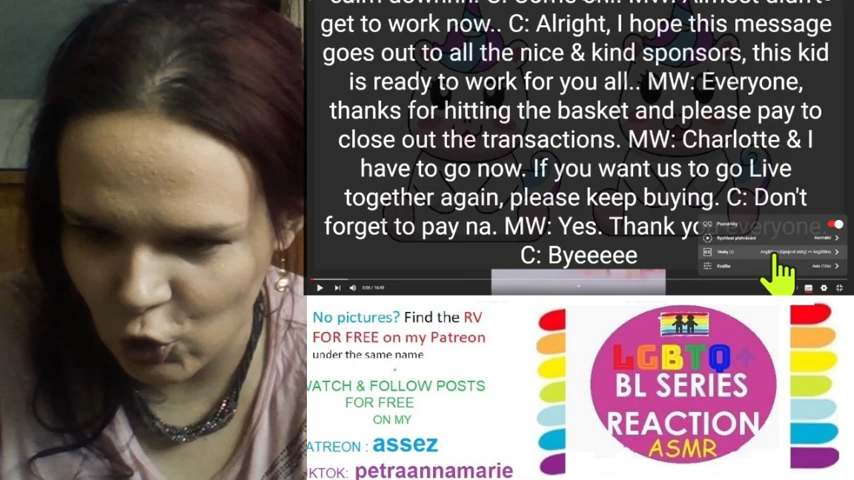 get to work now.. C: Alright, I hope this message
goes out to all the nice & kind sponsors, this kid
is ready to work for you all.. MW: Everyone,
thanks for hitting the basket and please pay to
close out the transactions. MW: Charlotte & I
have to go now. If you want us to go Live
together again, please keep buying. C: Don't
forget to pay na. MW: Yes. Thank you everyone.
C: Byeeeee
No pictures? Find the RV
FOR FREE on my Patreon
under the same name
WATCH & FOLLOW POSTS
FOR FREE
ON MY
ATREON : assez
IKTOK: petraannamarie
LGBTQ+
BL SERIES
REACTION
ASMR